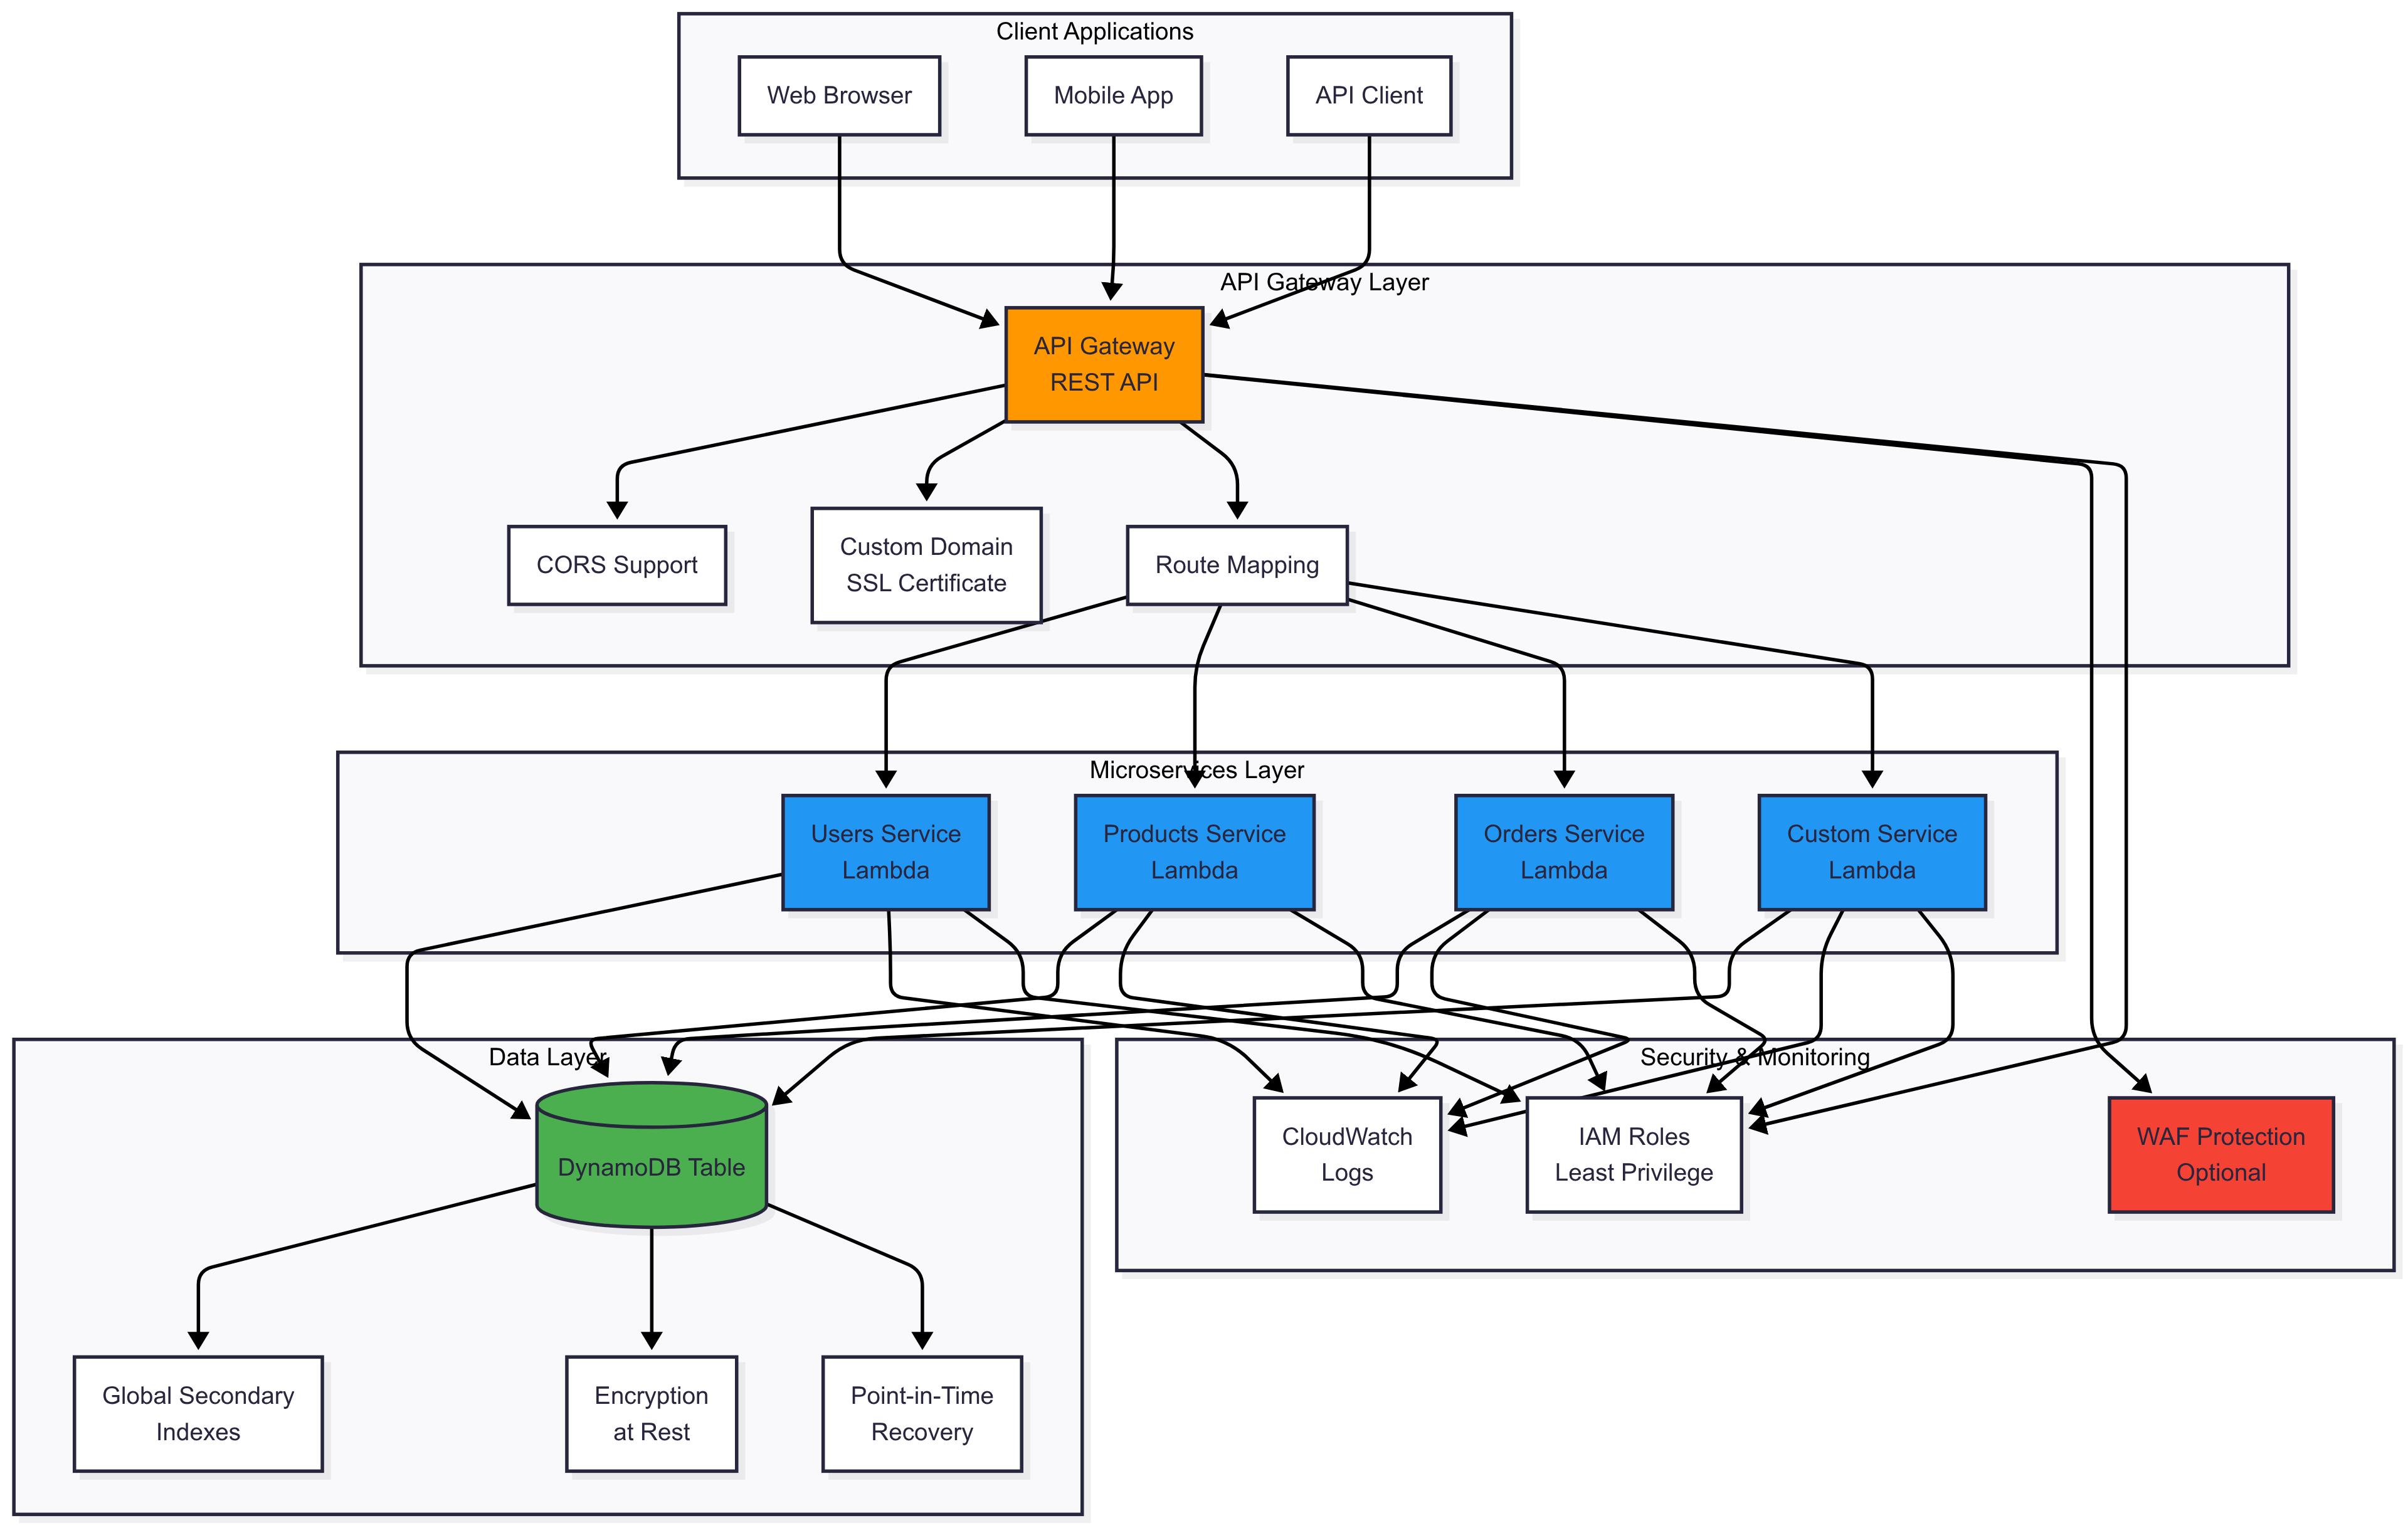 Client Applications
Web Browser
Mobile App
API Client
API Gateway Layer
API Gateway
REST API
CORS Support
Custom Domain
SSL Certificate
Route Mapping
Microservices Layer
Users Service
Lambda
Products Service
Lambda
Orders Service
Lambda
Custom Service
Lambda
Data Layer
DynamoDB Table
Security & Monitoring
CloudWatch
Logs
IAM Roles
Least Privilege
WAF Protection
Optional
Global Secondary
Indexes
Encryption
at Rest
Point-in-Time
Recovery